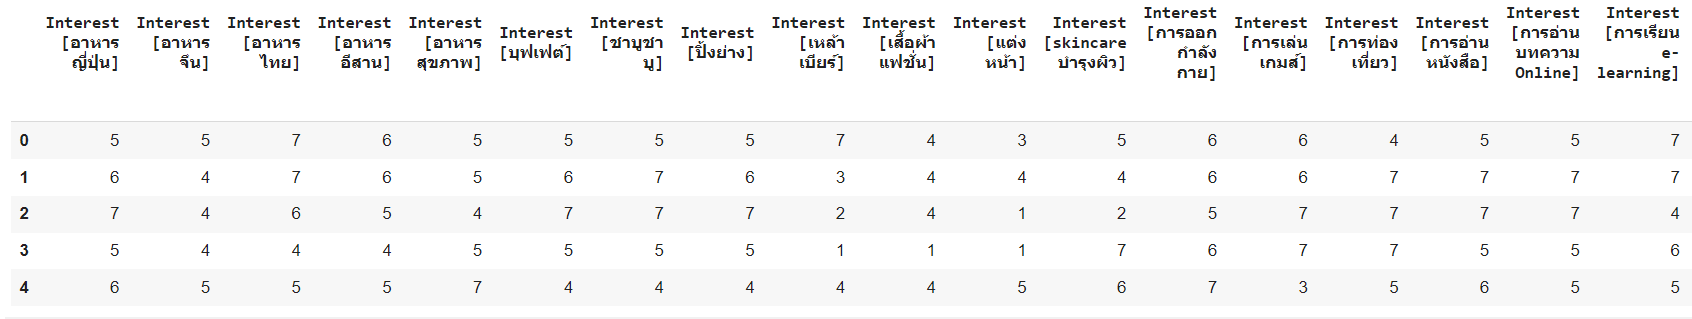 Interest [อาหารญี่ปุ่น] Interest [อาหารจีน] Interest [อาหารไทย] Interest [อาหารอีสาน] Interest [อาหารสุขภาพ] Interest [บุฟเฟต์] Interest [ชาบูชาบู] Interest [ปิ้งย่าง] Interest [เหล้าเบียร์] Interest [เสื้อผ้าแฟชั่น] Interest [แต่งหน้า] Interest [skincare บำรุงผิว] Interest [การออกกำลังกาย] Interest [การเล่นเกมส์] Interest [การท่องเที่ยว] Interest [การอ่านหนังสือ] Interest [การอ่านบทความ Online] Interest [การเรียน e-learning]
0 5 5 7 6 5 5 5 5 7 4 3 5 6 6 4 5 5 7
1 6 4 7 6 5 6 7 6 3 4 4 4 6 6 7 7 7 7
2 7 4 6 5 4 7 7 7 2 4 1 2 5 7 7 7 7 4
3 5 4 4 4 5 5 5 5 1 1 1 7 6 7 7 5 5 6
4 6 5 5 5 7 4 4 4 4 4 5 6 7 3 5 6 5 5